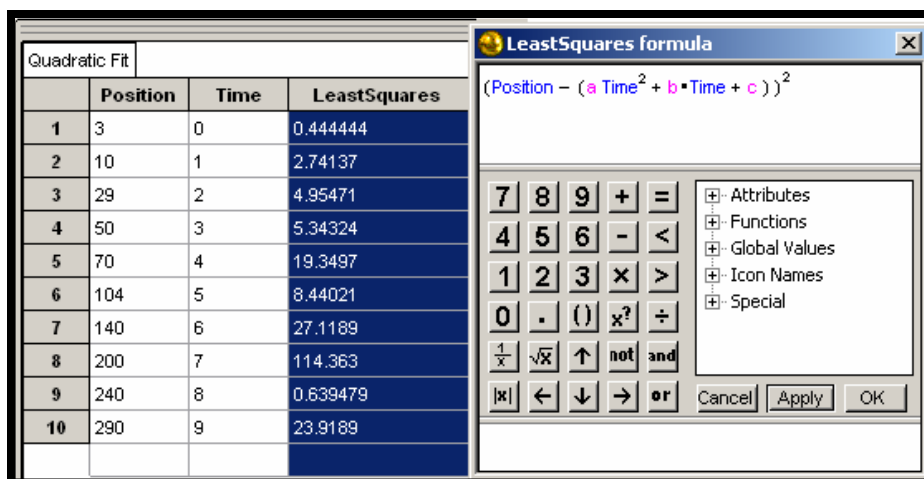 Quadratic Fit
Position Time LeastSquares
1 3 0 0.444444
2 10 1 2.74137
3 29 2 4.95471
4 50 3 5.34324
5 70 4 19.3497
6 104 5 8.44021
7 140 6 27.1189
8 200 7 114.363
9 240 8 0.639479
10 290 9 23.9189
LeastSquares formula
(Position − (a Time² + b▪Time + c ))²
7 8 9 + =
4 5 6 - <
1 2 3 × >
0 . () x? ÷
1/x √x ↑ not and
|x| ← ↓ → or
Attributes
Functions
Global Values
Icon Names
Special
Cancel Apply OK